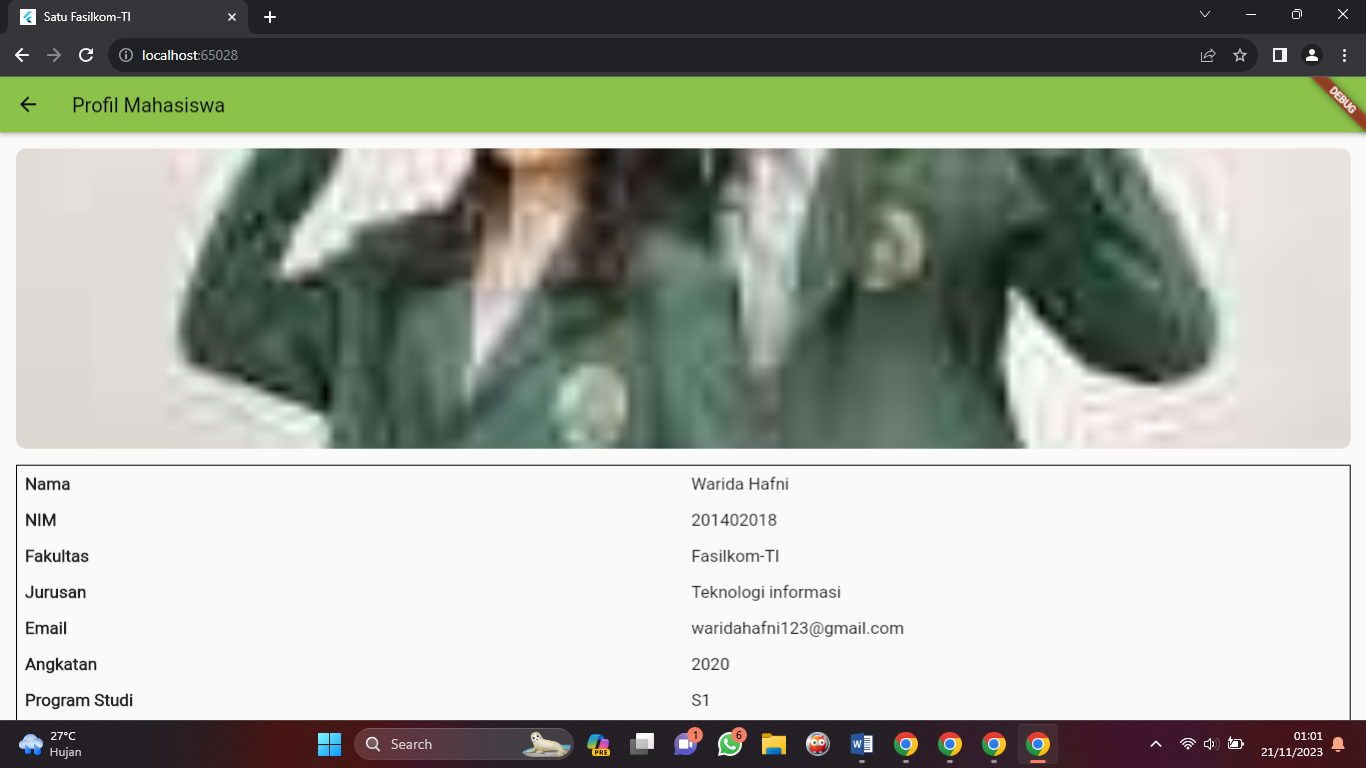 Satu Fasilkom-TI
localhost:65028
Profil Mahasiswa
DEBUG
Nama Warida Hafni
NIM 201402018
Fakultas Fasilkom-TI
Jurusan Teknologi informasi
Email waridahafni123@gmail.com
Angkatan 2020
Program Studi S1
27°C
Hujan
Search
PRE
1
6
01:01
21/11/2023